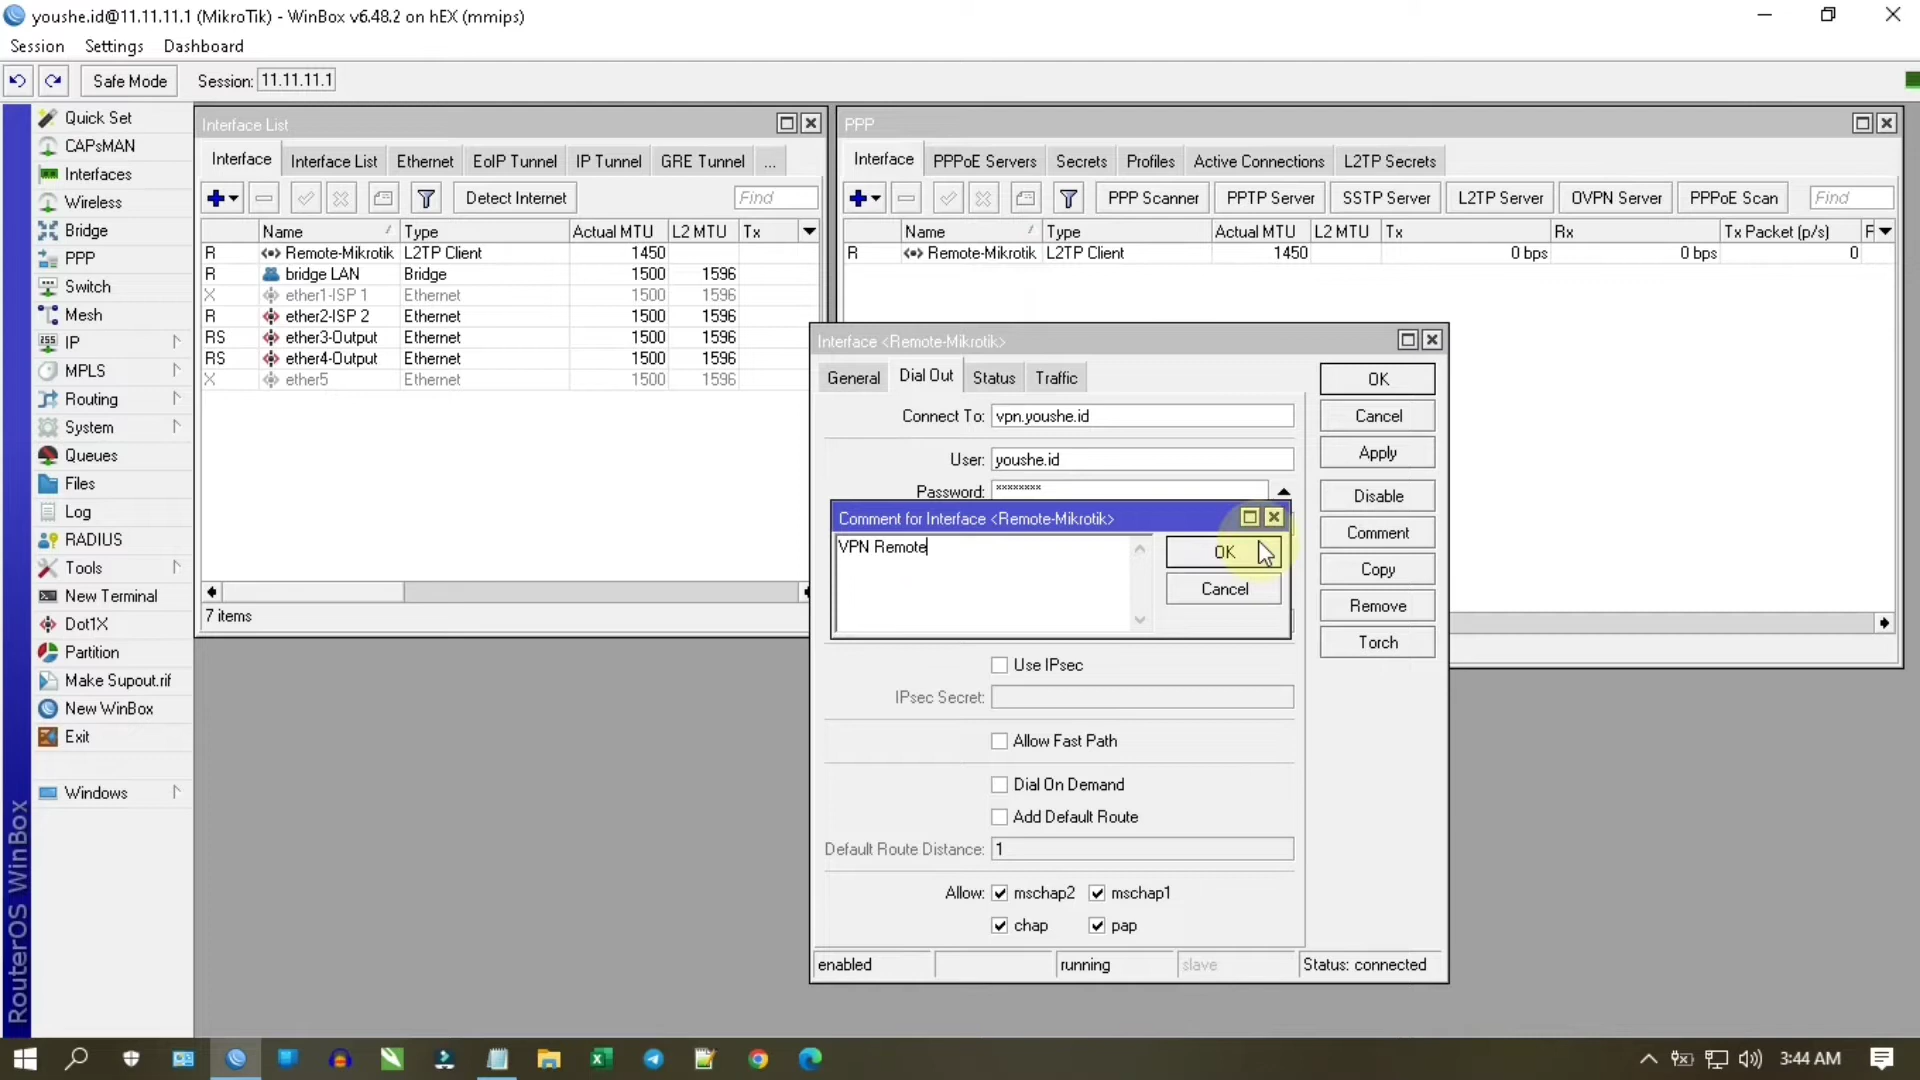 youshe.id@11.11.11.1 (MikroTik) - WinBox v6.48.2 on hEX (mmips)
Session Settings Dashboard
Safe Mode Session: 11.11.11.1
Quick Set
CAPsMAN
Interfaces
Wireless
Bridge
PPP
Switch
Mesh
IP
MPLS
Routing
System
Queues
Files
Log
RADIUS
Tools
New Terminal
Dot1X
Partition
Make Supout.rif
New WinBox
Exit
Windows
RouterOS WinBox
Interface List
Interface Interface List Ethernet EoIP Tunnel IP Tunnel GRE Tunnel ...
Detect Internet Find
Name Type Actual MTU L2 MTU Tx
R Remote-Mikrotik L2TP Client 1450
R bridge LAN Bridge 1500 1596
X ether1-ISP 1 Ethernet 1500 1596
R ether2-ISP 2 Ethernet 1500 1596
RS ether3-Output Ethernet 1500 1596
RS ether4-Output Ethernet 1500 1596
X ether5 Ethernet 1500 1596
7 items
PPP
Interface PPPoE Servers Secrets Profiles Active Connections L2TP Secrets
PPP Scanner PPTP Server SSTP Server L2TP Server OVPN Server PPPoE Scan Find
Name Type Actual MTU L2 MTU Tx Rx Tx Packet (p/s) F
R Remote-Mikrotik L2TP Client 1450 0 bps 0 bps 0
Interface <Remote-Mikrotik>
General Dial Out Status Traffic
Connect To: vpn.youshe.id
User: youshe.id
Password: ********
Comment for Interface <Remote-Mikrotik>
VPN Remote
OK
Cancel
Use IPsec
IPsec Secret:
Allow Fast Path
Dial On Demand
Add Default Route
Default Route Distance: 1
Allow: mschap2 mschap1
chap pap
OK
Cancel
Apply
Disable
Comment
Copy
Remove
Torch
enabled running slave Status: connected
3:44 AM